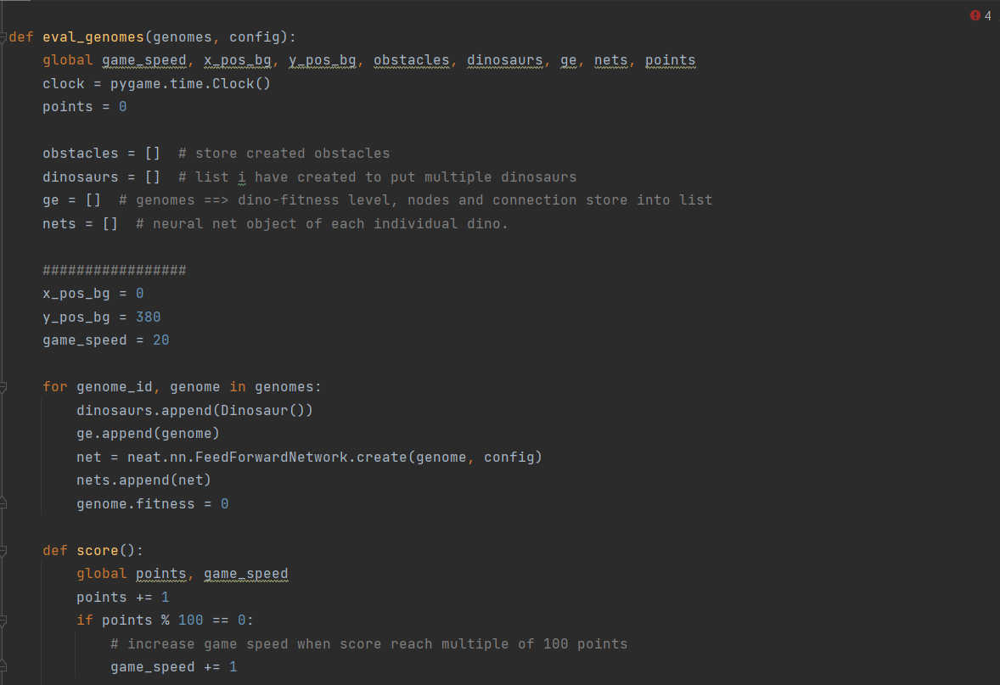 4
def eval_genomes(genomes, config):
    global game_speed, x_pos_bg, y_pos_bg, obstacles, dinosaurs, ge, nets, points
    clock = pygame.time.Clock()
    points = 0

    obstacles = []  # store created obstacles
    dinosaurs = []  # list i have created to put multiple dinosaurs
    ge = []  # genomes ==> dino-fitness level, nodes and connection store into list
    nets = []  # neural net object of each individual dino.

    #################
    x_pos_bg = 0
    y_pos_bg = 380
    game_speed = 20

    for genome_id, genome in genomes:
        dinosaurs.append(Dinosaur())
        ge.append(genome)
        net = neat.nn.FeedForwardNetwork.create(genome, config)
        nets.append(net)
        genome.fitness = 0

    def score():
        global points, game_speed
        points += 1
        if points % 100 == 0:
            # increase game speed when score reach multiple of 100 points
            game_speed += 1